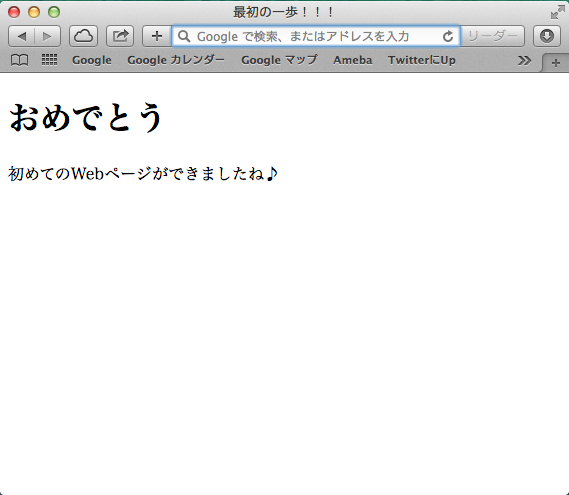 最初の一歩！！！
Google で検索、またはアドレスを入力
リーダー
Google Google カレンダー Google マップ Ameba TwitterにUp
おめでとう
初めてのWebページができましたね♪